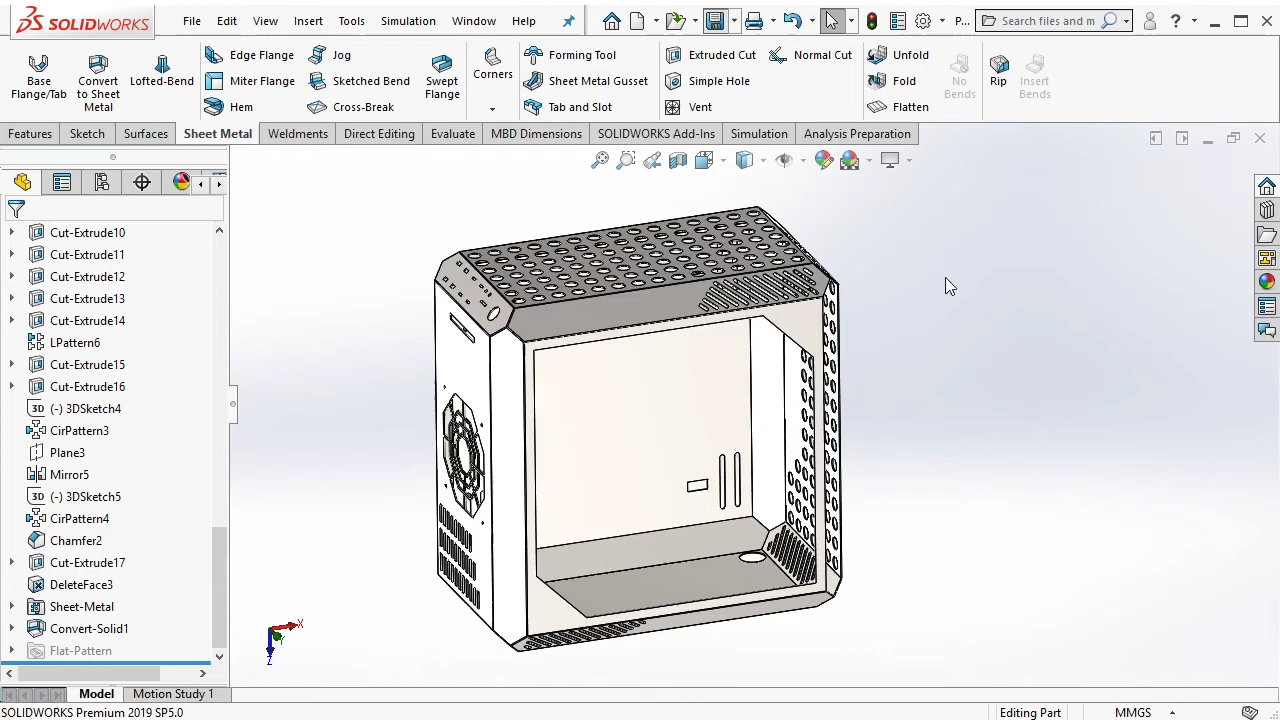 SOLIDWORKS
File Edit View Insert Tools Simulation Window Help P... Search files and m ?
Base Flange/Tab
Convert to Sheet Metal
Lofted-Bend
Edge Flange
Miter Flange
Hem
Jog
Sketched Bend
Cross-Break
Swept Flange
Corners
Forming Tool
Sheet Metal Gusset
Tab and Slot
Extruded Cut
Simple Hole
Vent
Normal Cut
Unfold
Fold
Flatten
No Bends
Rip
Insert Bends
Features Sketch Surfaces Sheet Metal Weldments Direct Editing Evaluate MBD Dimensions SOLIDWORKS Add-Ins Simulation Analysis Preparation
Cut-Extrude10
Cut-Extrude11
Cut-Extrude12
Cut-Extrude13
Cut-Extrude14
LPattern6
Cut-Extrude15
Cut-Extrude16
3D (-) 3DSketch4
CirPattern3
Plane3
Mirror5
3D (-) 3DSketch5
CirPattern4
Chamfer2
Cut-Extrude17
DeleteFace3
Sheet-Metal
Convert-Solid1
Flat-Pattern
X
Y
Z
Model Motion Study 1
SOLIDWORKS Premium 2019 SP5.0 Editing Part MMGS